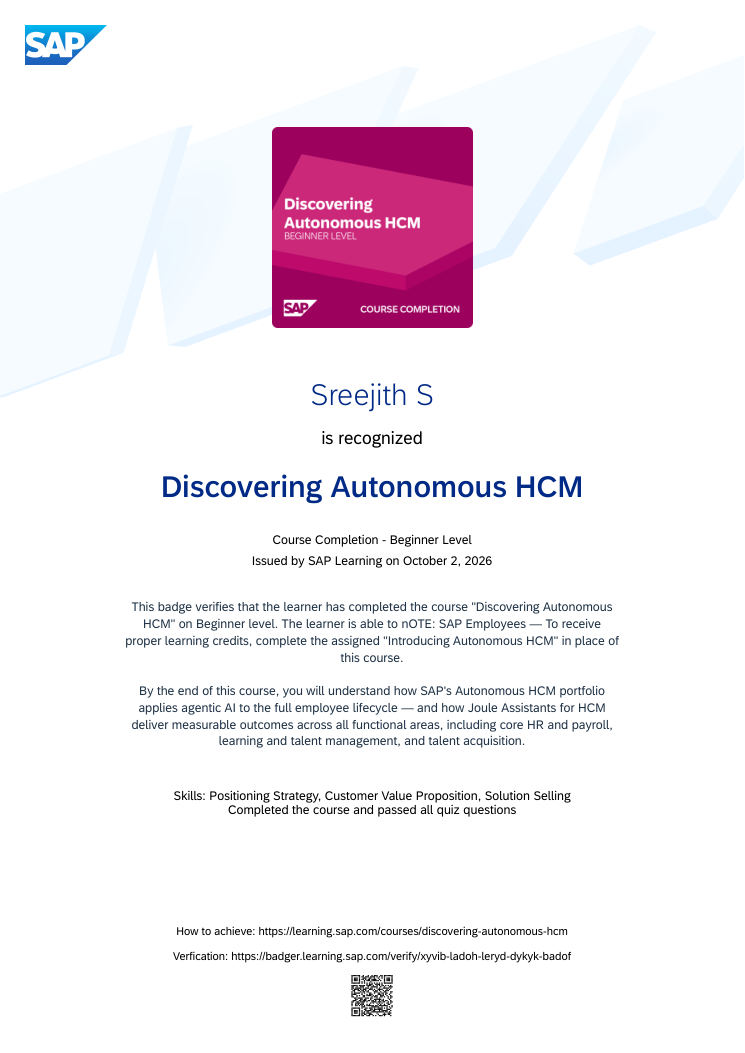 SAP
Discovering
Autonomous HCM
BEGINNER LEVEL
SAP
COURSE COMPLETION
Sreejith S
is recognized
Discovering Autonomous HCM
Course Completion - Beginner Level
Issued by SAP Learning on October 2, 2026
This badge verifies that the learner has completed the course "Discovering Autonomous
HCM" on Beginner level. The learner is able to nOTE: SAP Employees — To receive
proper learning credits, complete the assigned "Introducing Autonomous HCM" in place of
this course.
By the end of this course, you will understand how SAP's Autonomous HCM portfolio
applies agentic AI to the full employee lifecycle — and how Joule Assistants for HCM
deliver measurable outcomes across all functional areas, including core HR and payroll,
learning and talent management, and talent acquisition.
Skills: Positioning Strategy, Customer Value Proposition, Solution Selling
Completed the course and passed all quiz questions
How to achieve: https://learning.sap.com/courses/discovering-autonomous-hcm
Verfication: https://badger.learning.sap.com/verify/xyvib-ladoh-leryd-dykyk-badof